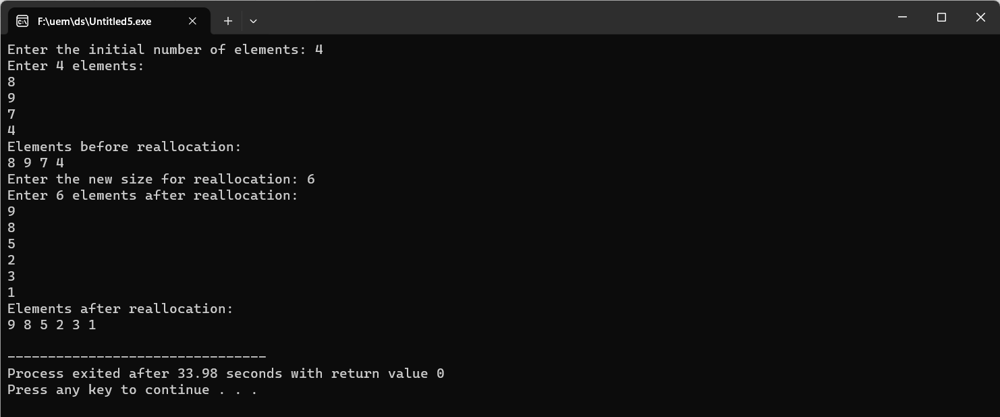 F:\uem\ds\Untitled5.exe
Enter the initial number of elements: 4
Enter 4 elements:
8
9
7
4
Elements before reallocation:
8 9 7 4
Enter the new size for reallocation: 6
Enter 6 elements after reallocation:
9
8
5
2
3
1
Elements after reallocation:
9 8 5 2 3 1

--------------------------------
Process exited after 33.98 seconds with return value 0
Press any key to continue . . .